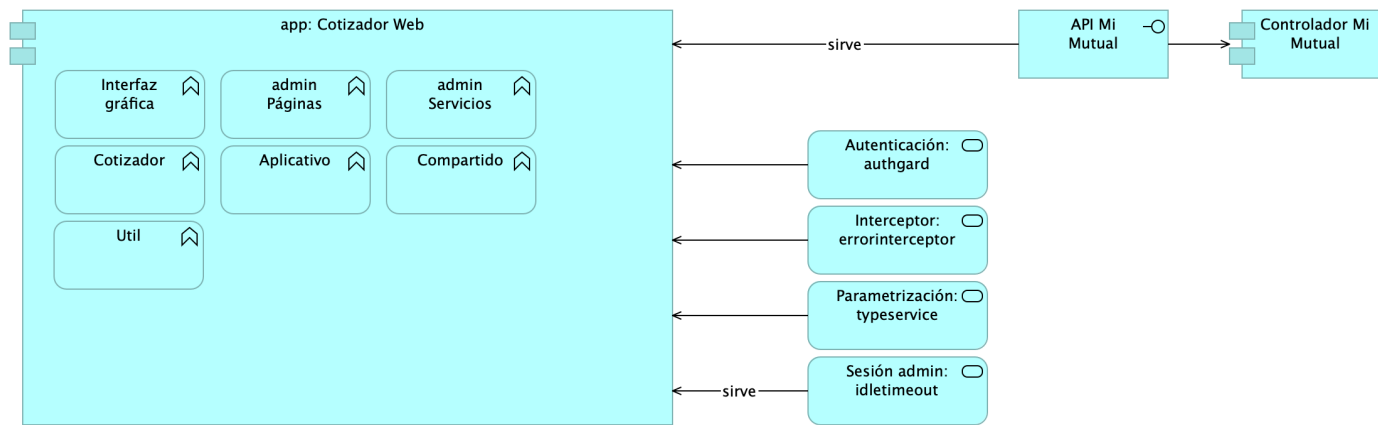 app: Cotizador Web
sirve
API Mi
Mutual
Controlador Mi
Mutual
Interfaz
gráfica
admin
Páginas
admin
Servicios
Cotizador
Aplicativo
Compartido
Util
Autenticación:
authgard
Interceptor:
errorinterceptor
Parametrización:
typeservice
sirve
Sesión admin:
idletimeout